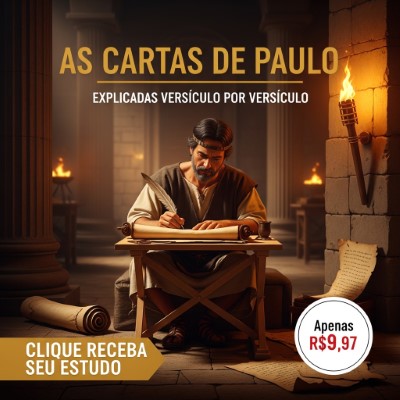 AS CARTAS DE PAULO
EXPLICADAS VERSÍCULO POR VERSÍCULO
CLIQUE RECEBA
SEU ESTUDO
Apenas
R$9,97